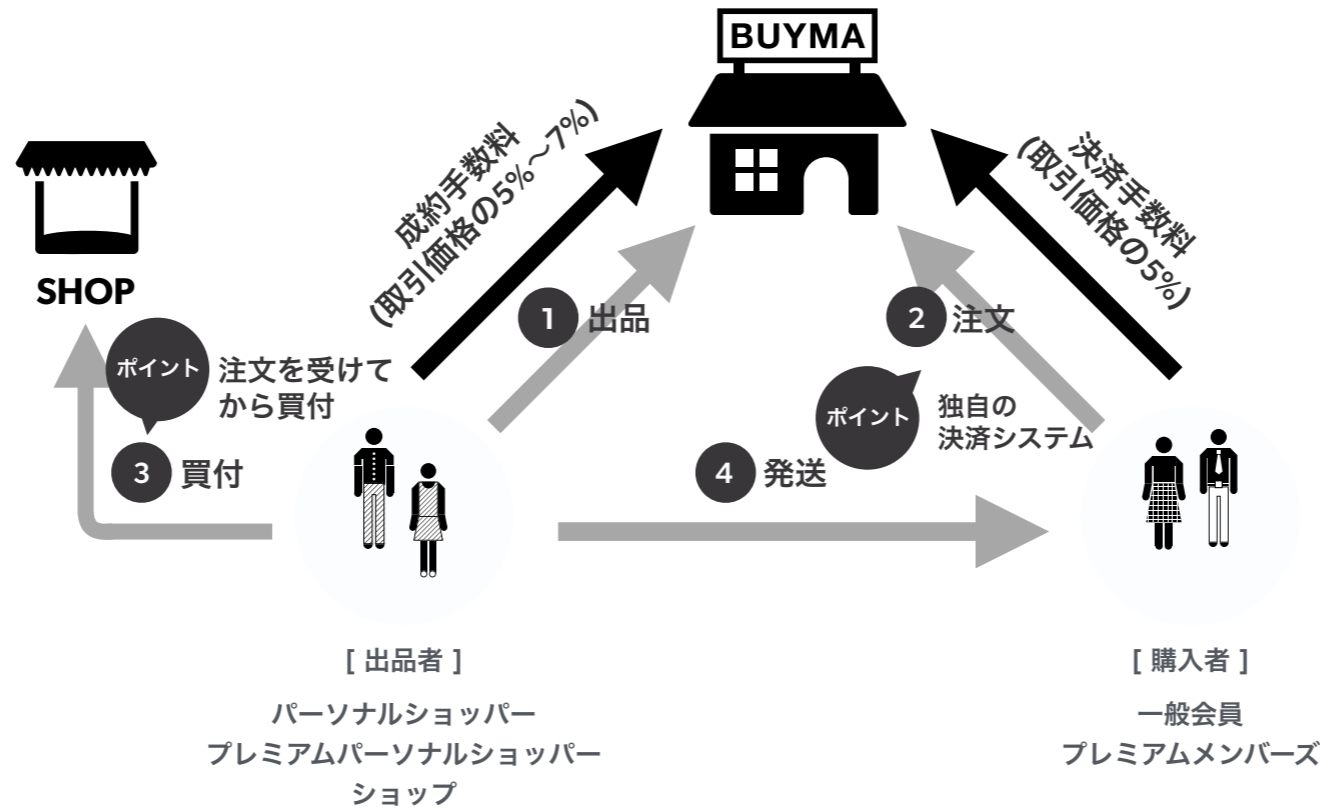 BUYMA
成約手数料
(取引価格の5%〜7%)
決済手数料
(取引価格の5%)
SHOP
1 出品
2 注文
ポイント
注文を受けて
から買付
ポイント
独自の
決済システム
3 買付
4 発送
[ 出品者 ]
パーソナルショッパー
プレミアムパーソナルショッパー
ショップ
[ 購入者 ]
一般会員
プレミアムメンバーズ